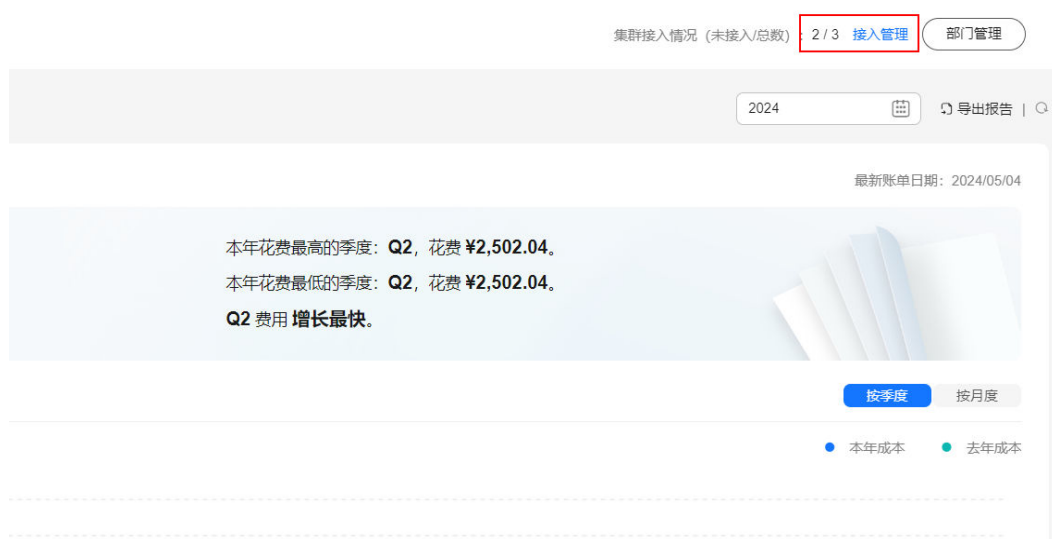 集群接入情况 (未接入/总数) : 2 / 3 接入管理 部门管理
2024 导出报告 |
最新账单日期: 2024/05/04
本年花费最高的季度: Q2, 花费 ¥2,502.04。
本年花费最低的季度: Q2, 花费 ¥2,502.04。
Q2 费用 增长最快。
按季度 按月度
本年成本 去年成本